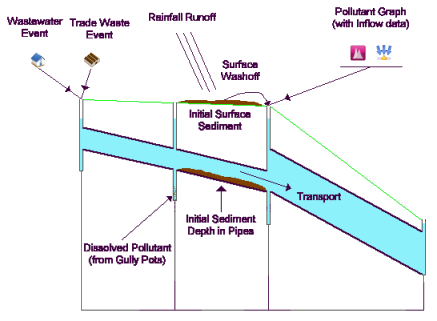 Rainfall Runoff
Pollutant Graph
(with Inflow data)
Wastewater
Event
Trade Waste
Event
Surface
Washoff
Initial Surface
Sediment
Transport
Initial Sediment
Depth in Pipes
Dissolved Pollutant
(from Gully Pots)